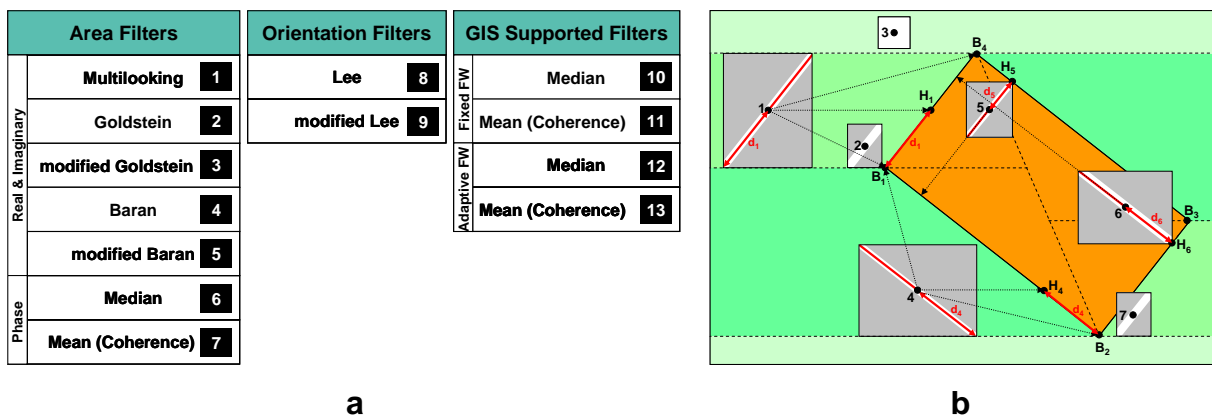 Area Filters
Real & Imaginary
Multilooking 1
Goldstein 2
modified Goldstein 3
Baran 4
modified Baran 5
Phase
Median 6
Mean (Coherence) 7
Orientation Filters
Lee 8
modified Lee 9
GIS Supported Filters
Fixed FW
Median 10
Mean (Coherence) 11
Adaptive FW
Median 12
Mean (Coherence) 13
a
3
B4
H5
d5
5
1
H1
d1
d1
2
B1
6
d6
B3
H6
4
d4
H4
d4
7
B2
b